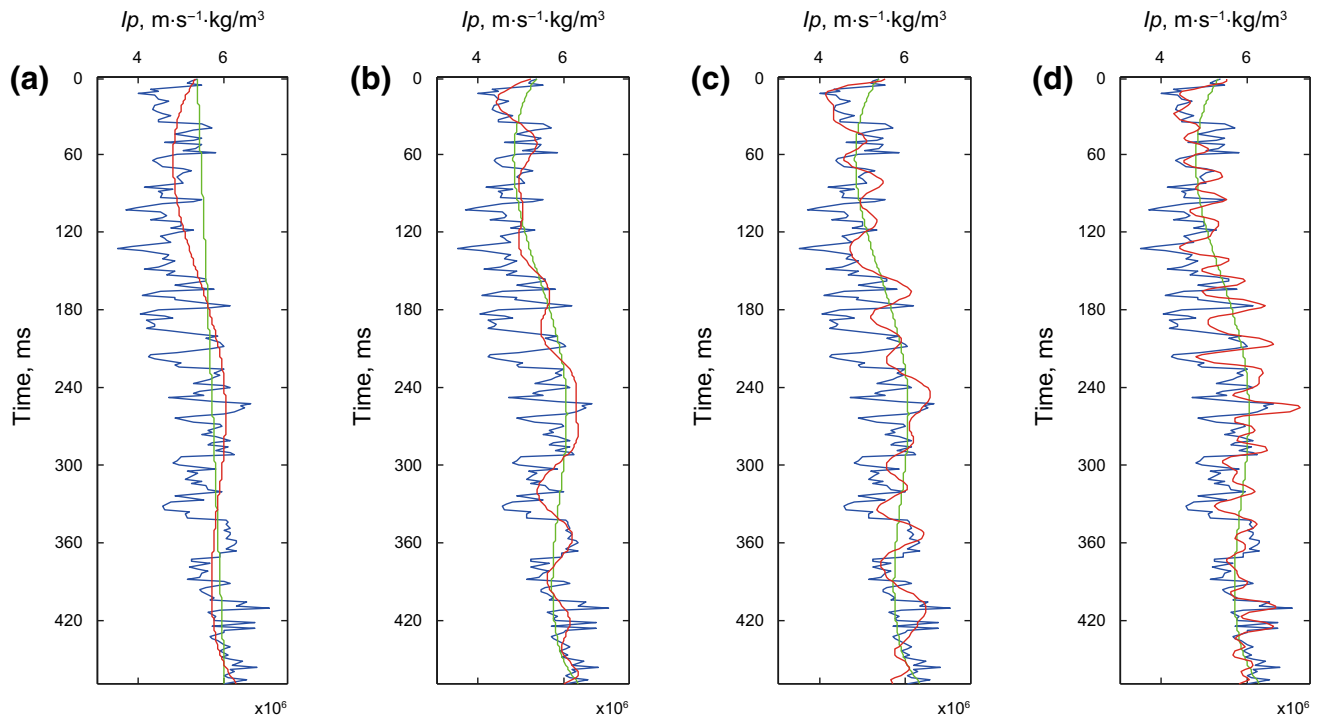 Ip, m·s⁻¹·kg/m³
Ip, m·s⁻¹·kg/m³
Ip, m·s⁻¹·kg/m³
Ip, m·s⁻¹·kg/m³
(a)
4 6
0
60
120
180
240
300
360
420
Time, ms
x10⁶
(b)
4 6
0
60
120
180
240
300
360
420
Time, ms
x10⁶
(c)
4 6
0
60
120
180
240
300
360
420
Time, ms
x10⁶
(d)
4 6
0
60
120
180
240
300
360
420
Time, ms
x10⁶